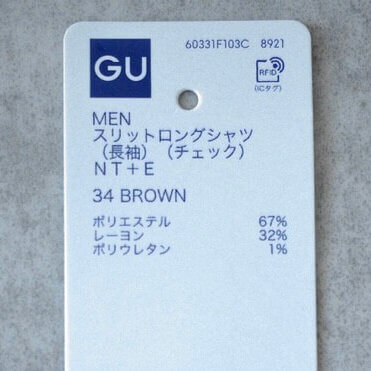 60331F103C 8921
GU
RFID
(ICタグ)
MEN
スリットロングシャツ
(長袖)(チェック)
NT+E
34 BROWN
ポリエステル 67%
レーヨン 32%
ポリウレタン 1%